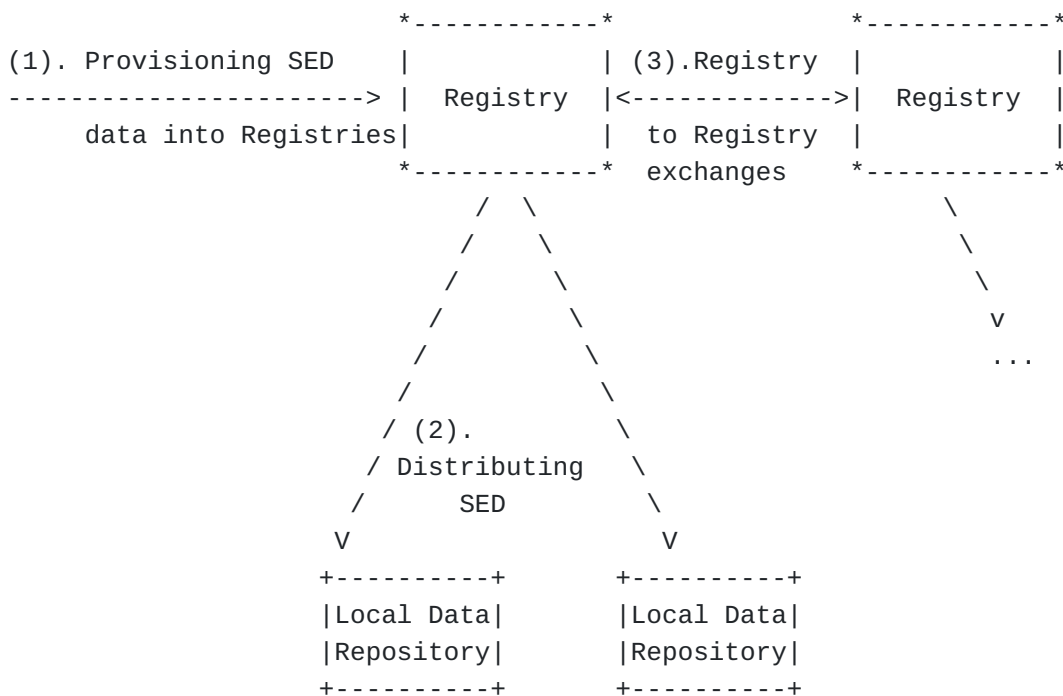 *------------* *------------*
(1). Provisioning SED | | (3).Registry | |
-----------------------> | Registry |<------------->| Registry |
data into Registries| | to Registry | |
*------------* exchanges *------------*
/ \ \
/ \ \
/ \ \
/ \ v
/ \ ...
/ \
/ (2). \
/ Distributing \
/ SED \
V V
+----------+ +----------+
|Local Data| |Local Data|
|Repository| |Repository|
+----------+ +----------+